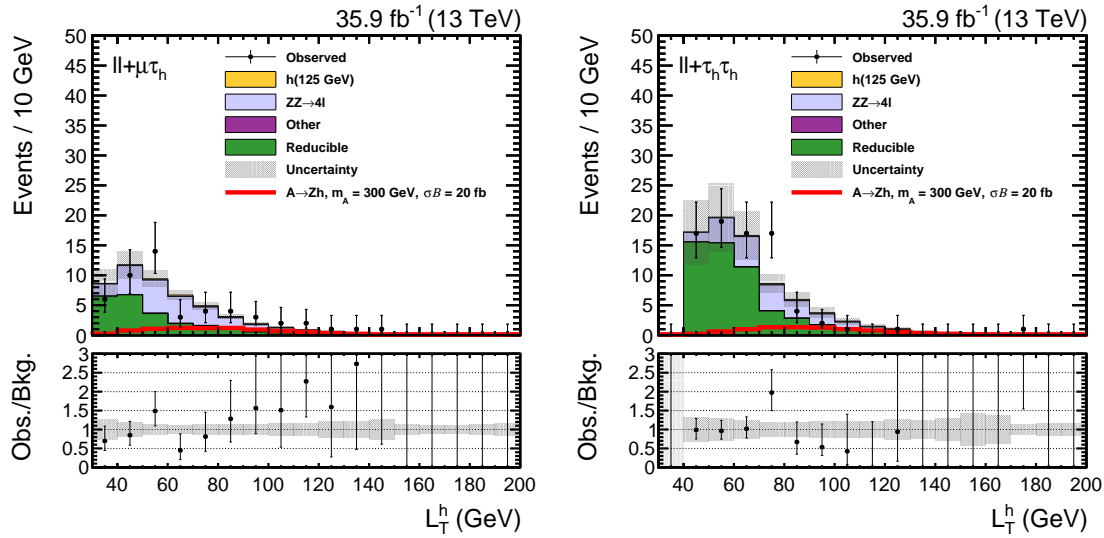 35.9 fb⁻¹ (13 TeV)
Events / 10 GeV
50
45
40
35
30
25
20
15
10
5
0
ll+μτₕ
Observed
h(125 GeV)
ZZ→4l
Other
Reducible
Uncertainty
A→Zh, m_A = 300 GeV, σB = 20 fb
Obs./Bkg.
3
2.5
2
1.5
1
0.5
0
40 60 80 100 120 140 160 180 200
L_T^h (GeV)
35.9 fb⁻¹ (13 TeV)
Events / 10 GeV
50
45
40
35
30
25
20
15
10
5
0
ll+τₕτₕ
Observed
h(125 GeV)
ZZ→4l
Other
Reducible
Uncertainty
A→Zh, m_A = 300 GeV, σB = 20 fb
Obs./Bkg.
3
2.5
2
1.5
1
0.5
0
40 60 80 100 120 140 160 180 200
L_T^h (GeV)